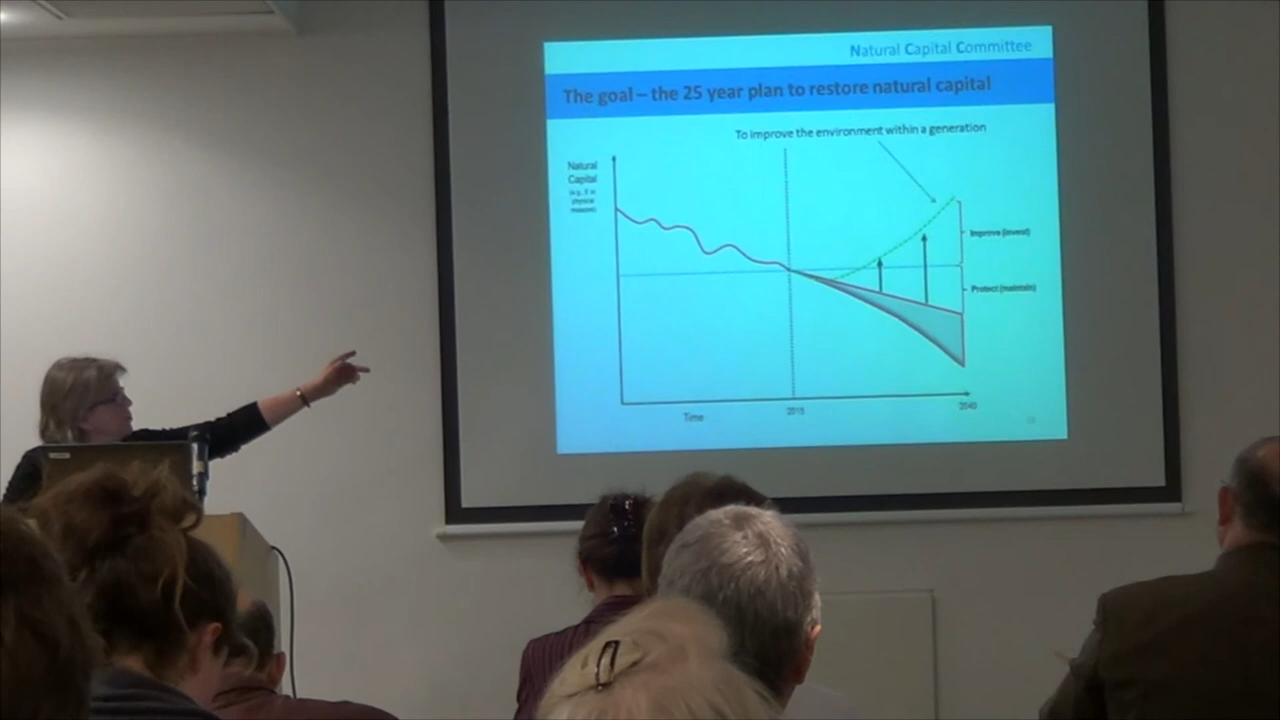 Natural Capital Committee
The goal – the 25 year plan to restore natural capital
To improve the environment within a generation
Natural
Capital
Improve (invest)
Protect (maintain)
Time
2015
2040